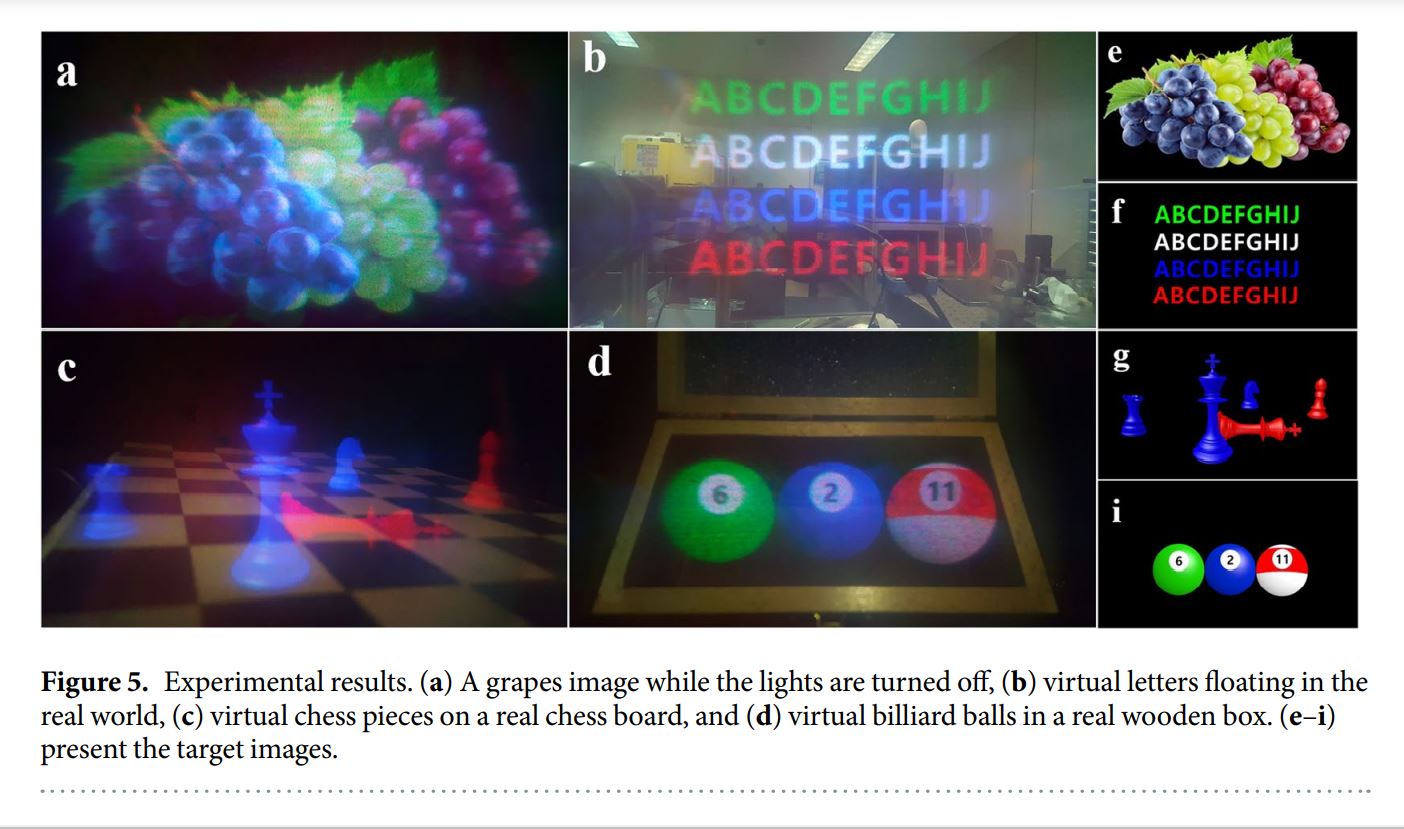 a
b
ABCDEFGHIJ
ABCDEFGHIJ
ABCDEFGHIJ
ABCDEFGHIJ
e
f
ABCDEFGHIJ
ABCDEFGHIJ
ABCDEFGHIJ
ABCDEFGHIJ
c
d
6 2 11
g
i
6 2 11
Figure 5. Experimental results. (a) A grapes image while the lights are turned off, (b) virtual letters floating in the
real world, (c) virtual chess pieces on a real chess board, and (d) virtual billiard balls in a real wooden box. (e–i)
present the target images.